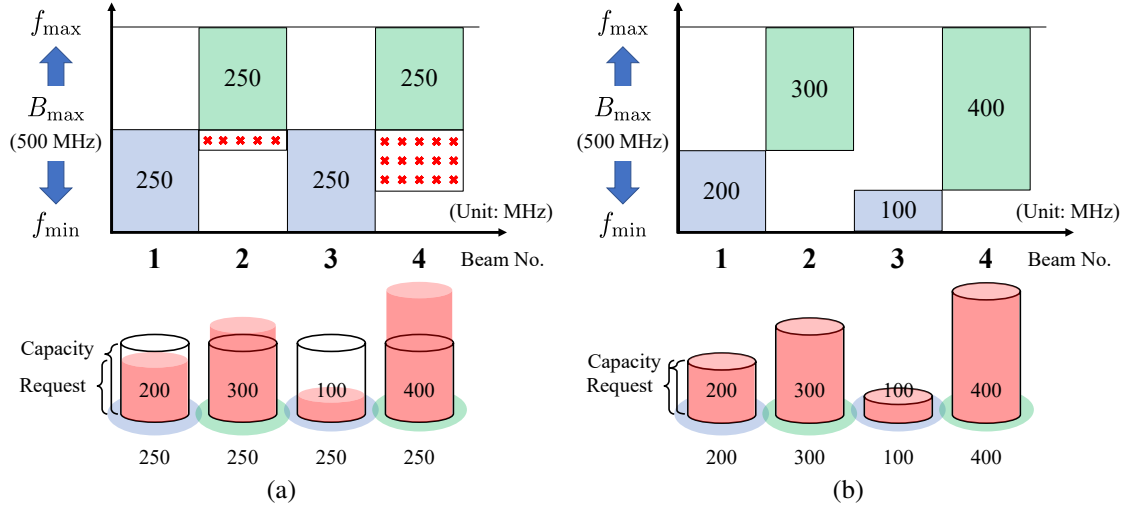 f_max
B_max
(500 MHz)
f_min
250
250
250
250
(Unit: MHz)
1 2 3 4 Beam No.
Capacity
Request
200 300 100 400
250 250 250 250
(a)
f_max
B_max
(500 MHz)
f_min
200
300
100
400
(Unit: MHz)
1 2 3 4 Beam No.
Capacity
Request
200 300 100 400
200 300 100 400
(b)